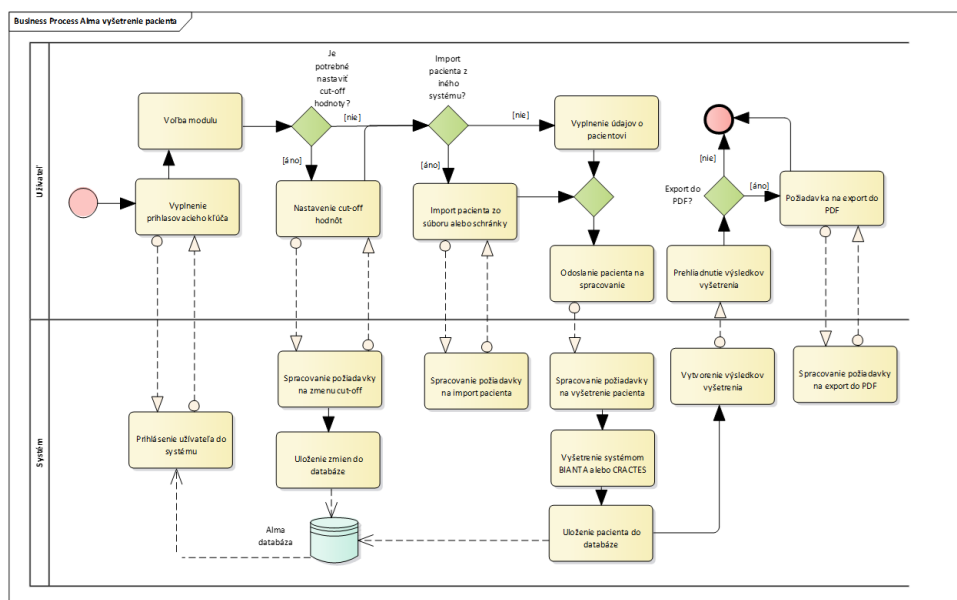 Business Process Alma vyšetrenie pacienta
Užívateľ
Je
potrebné
nastaviť
cut-off
hodnoty?
[nie]
[áno]
Import
pacienta z
iného
systému?
[nie]
[áno]
Voľba modulu
Vyplnenie
prihlasovacieho kľúča
Nastavenie cut-off
hodnôt
Import pacienta zo
súboru alebo schránky
Vyplnenie údajov o
pacientovi
Odoslanie pacienta na
spracovanie
Prehliadnutie výsledkov
vyšetrenia
Export do
PDF?
[nie]
[áno]
Požiadavka na export do
PDF
Systém
Prihlásenie užívateľa do
systému
Spracovanie požiadavky
na zmenu cut-off
Uloženie zmien do
databáze
Alma
databáza
Spracovanie požiadavky
na import pacienta
Spracovanie požiadavky
na vyšetrenie pacienta
Vyšetrenie systémom
BIANTA alebo CRACTES
Uloženie pacienta do
databáze
Vytvorenie výsledkov
vyšetrenia
Spracovanie požiadavky
na export do PDF